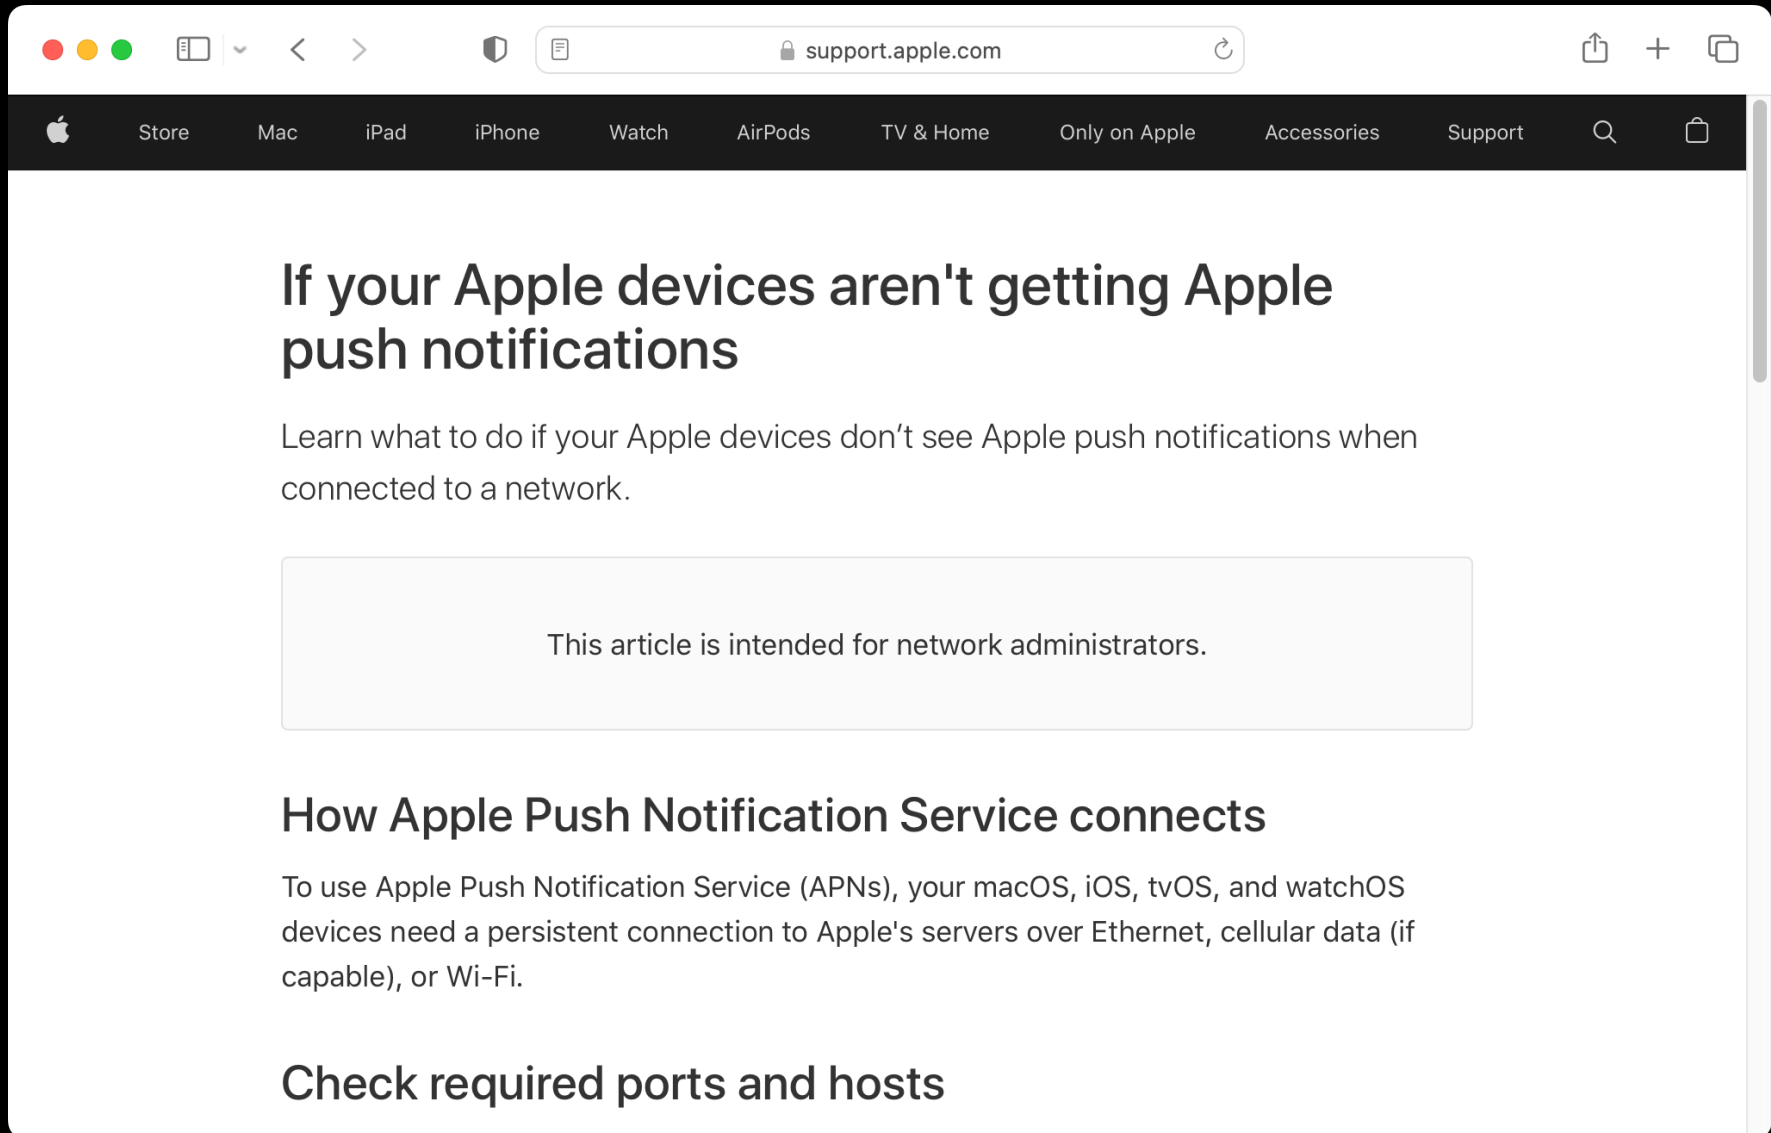 support.apple.com
Store Mac iPad iPhone Watch AirPods TV & Home Only on Apple Accessories Support
If your Apple devices aren't getting Apple
push notifications
Learn what to do if your Apple devices don’t see Apple push notifications when
connected to a network.
This article is intended for network administrators.
How Apple Push Notification Service connects
To use Apple Push Notification Service (APNs), your macOS, iOS, tvOS, and watchOS
devices need a persistent connection to Apple's servers over Ethernet, cellular data (if
capable), or Wi-Fi.
Check required ports and hosts